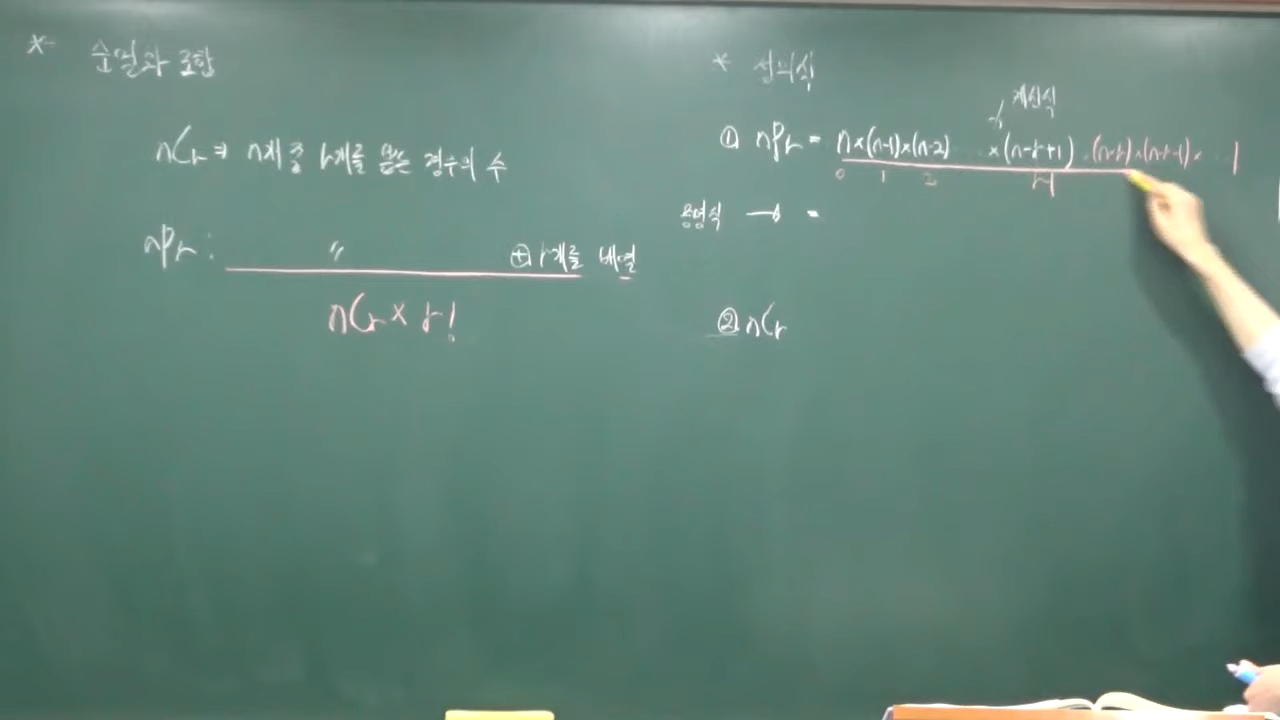 * 순열과 조합
nCr ⇒ n개 중 r개를 뽑는 경우의 수
nPr : 〃 ⊕ r개를 배열
nCr × r!
* 정의식
계산식
① nPr = n×(n-1)×(n-2) … ×(n-r+1) × (n-r)×(n-r-1)× … 1
0 1 2 r-1
증명식 → =
② nCr